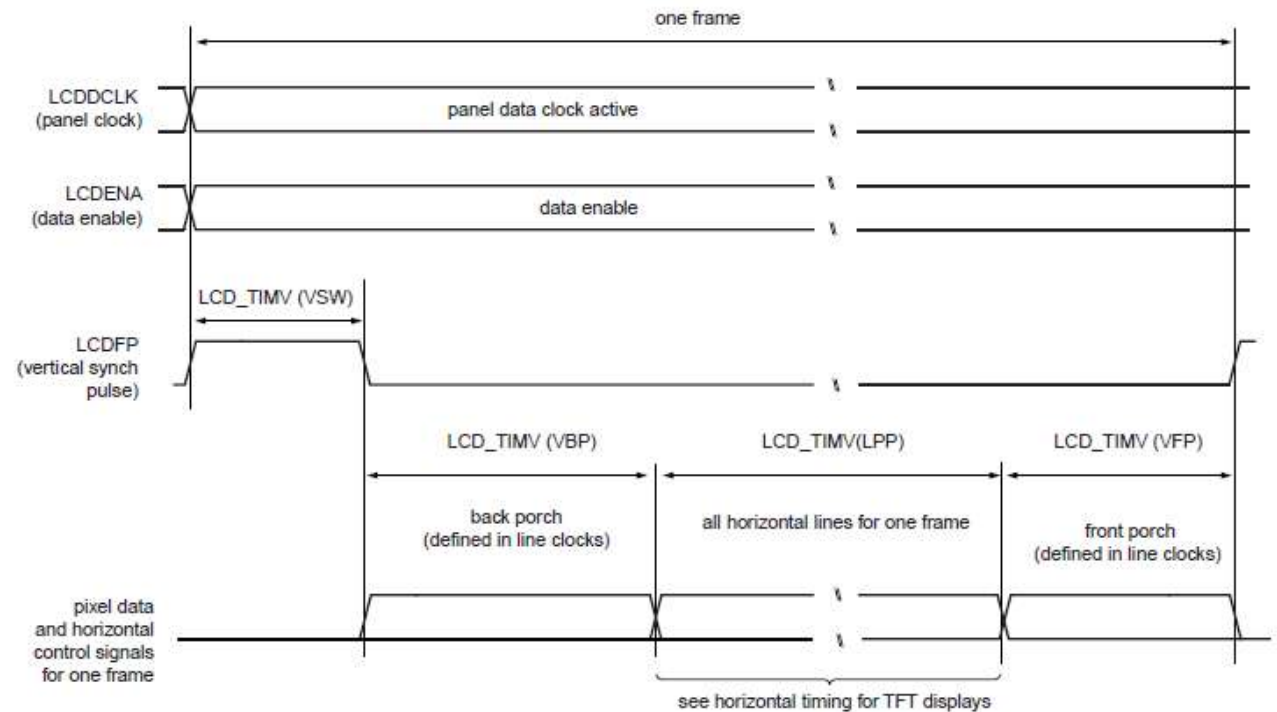 one frame
LCDDCLK
(panel clock)
panel data clock active
LCDENA
(data enable)
data enable
LCD_TIMV (VSW)
LCDFP
(vertical synch
pulse)
LCD_TIMV (VBP)
LCD_TIMV(LPP)
LCD_TIMV (VFP)
back porch
(defined in line clocks)
all horizontal lines for one frame
front porch
(defined in line clocks)
pixel data
and horizontal
control signals
for one frame
see horizontal timing for TFT displays